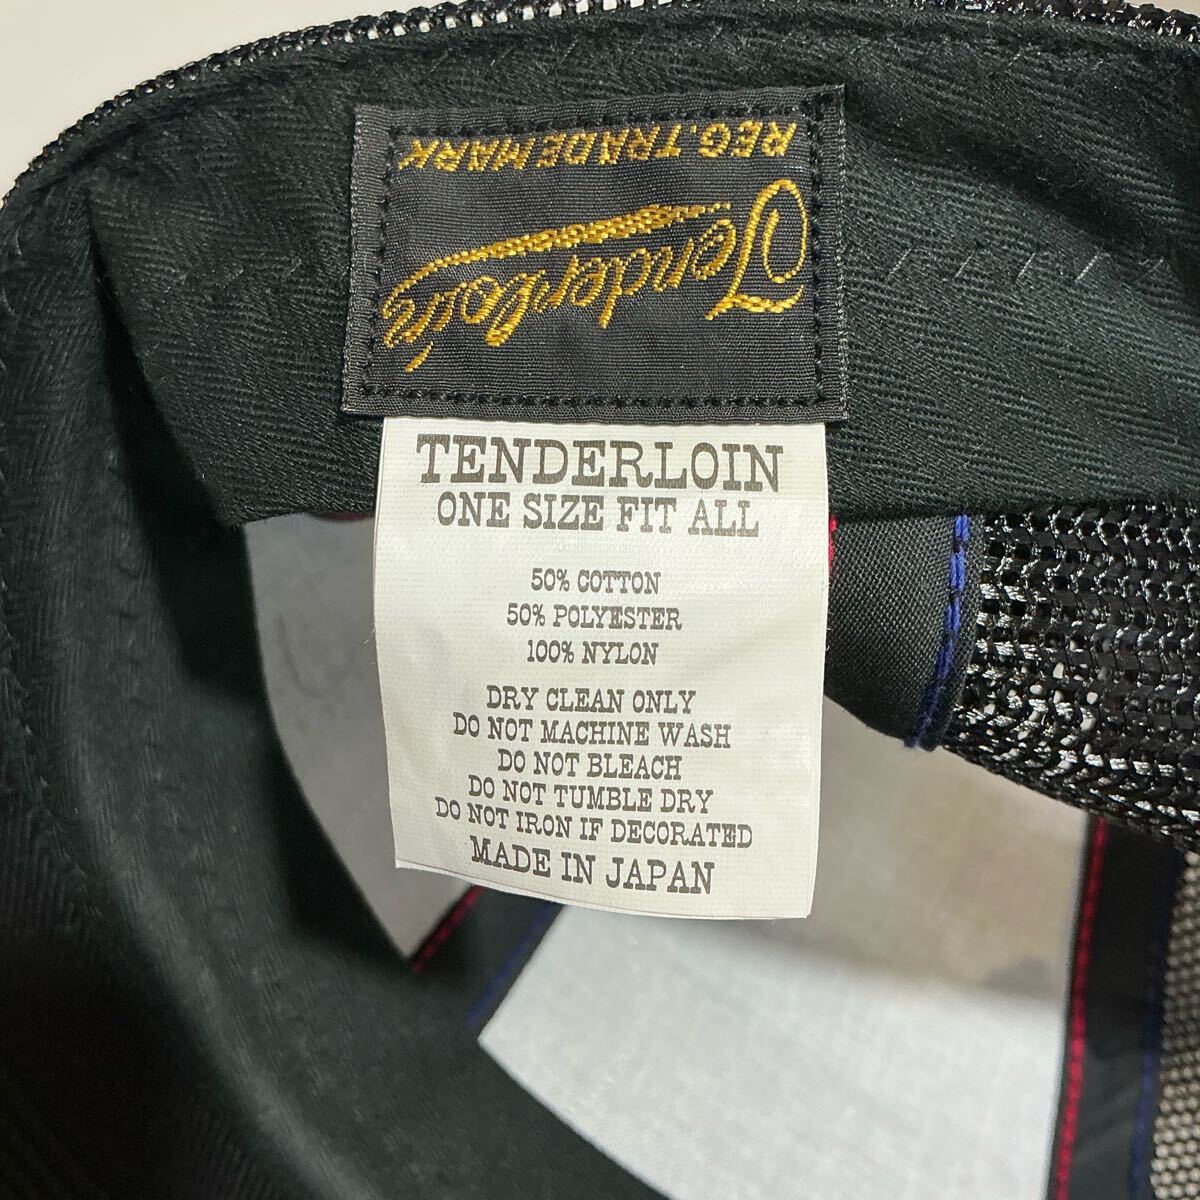 Tenderloin
REG. TRADEMARK
TENDERLOIN
ONE SIZE FIT ALL
50% COTTON
50% POLYESTER
100% NYLON
DRY CLEAN ONLY
DO NOT MACHINE WASH
DO NOT BLEACH
DO NOT TUMBLE DRY
DO NOT IRON IF DECORATED
MADE IN JAPAN